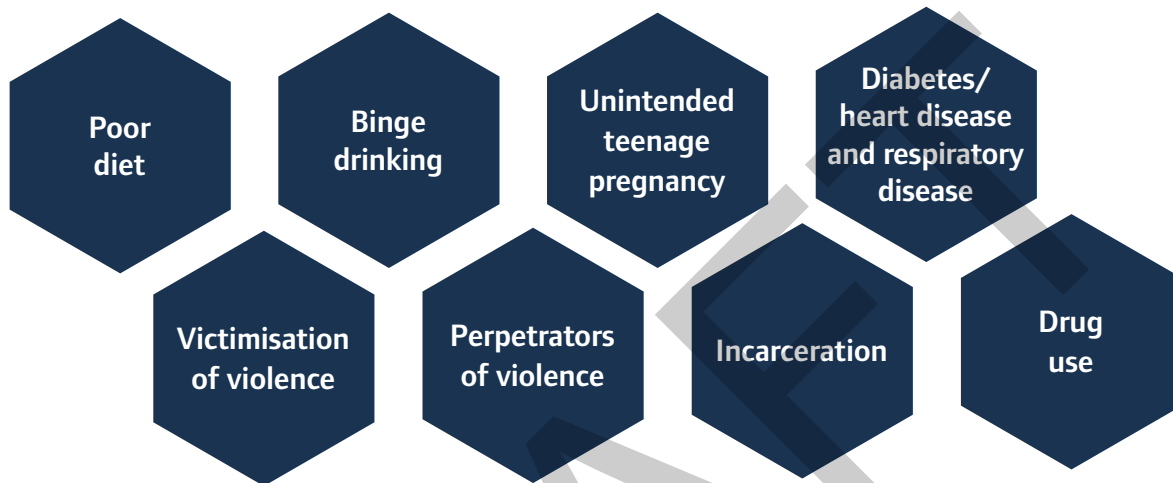 Poor
diet
Binge
drinking
Unintended
teenage
pregnancy
Diabetes/
heart disease
and respiratory
disease
Victimisation
of violence
Perpetrators
of violence
Incarceration
Drug
use